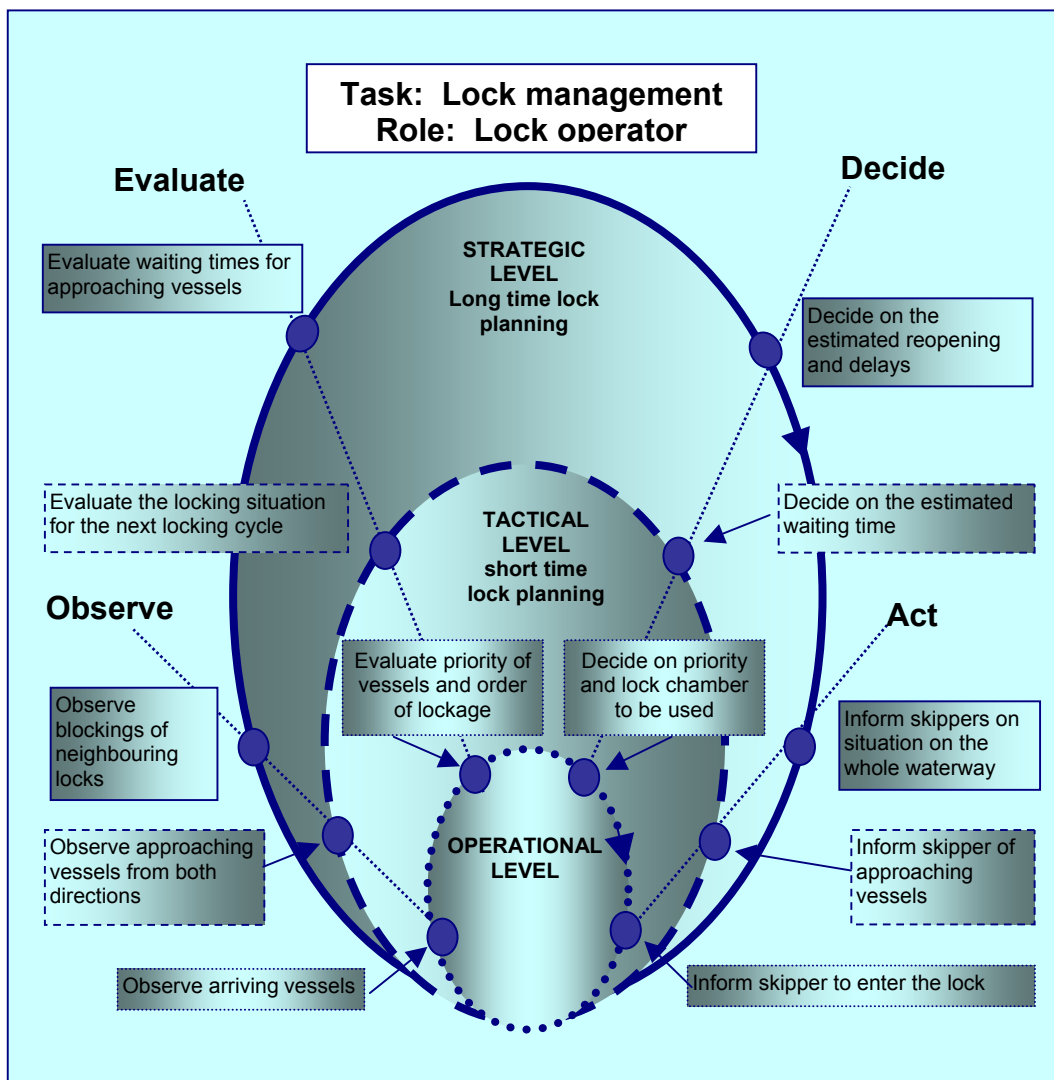 Task: Lock management
Role: Lock operator
Evaluate
Decide
Evaluate waiting times for
approaching vessels
STRATEGIC
LEVEL
Long time lock
planning
Decide on the
estimated reopening
and delays
Evaluate the locking situation
for the next locking cycle
TACTICAL
LEVEL
short time
lock planning
Decide on the estimated
waiting time
Observe
Act
Evaluate priority of
vessels and order
of lockage
Decide on priority
and lock chamber
to be used
Observe
blockings of
neighbouring
locks
Inform skippers on
situation on the
whole waterway
Observe approaching
vessels from both
directions
OPERATIONAL
LEVEL
Inform skipper of
approaching
vessels
Observe arriving vessels
Inform skipper to enter the lock